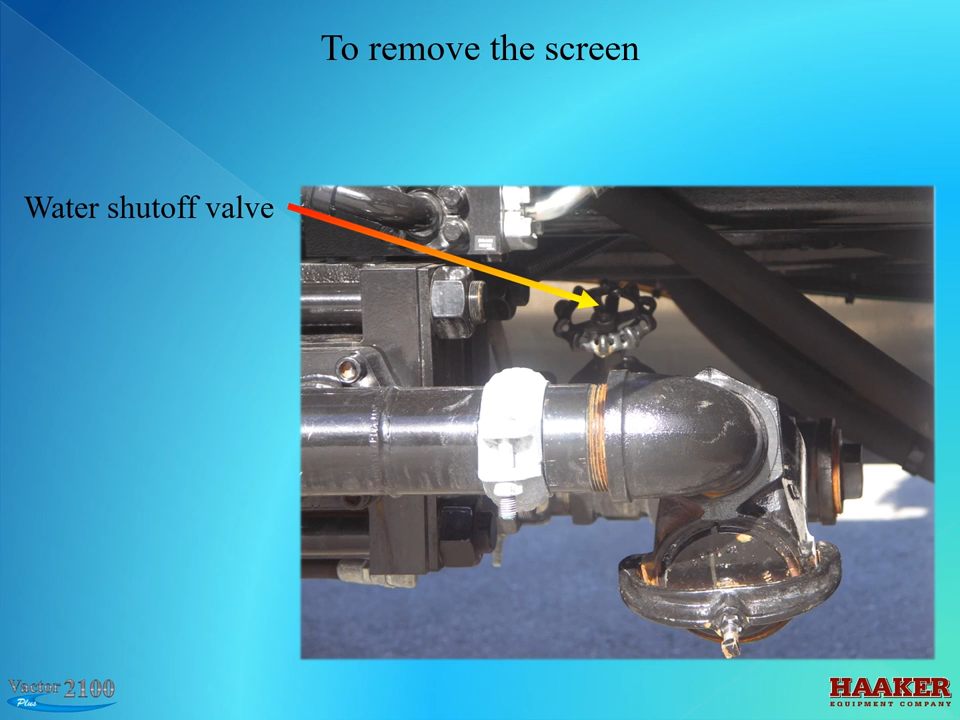 To remove the screen
Water shutoff valve
Vactor 2100
Plus
HAAKER
EQUIPMENT COMPANY